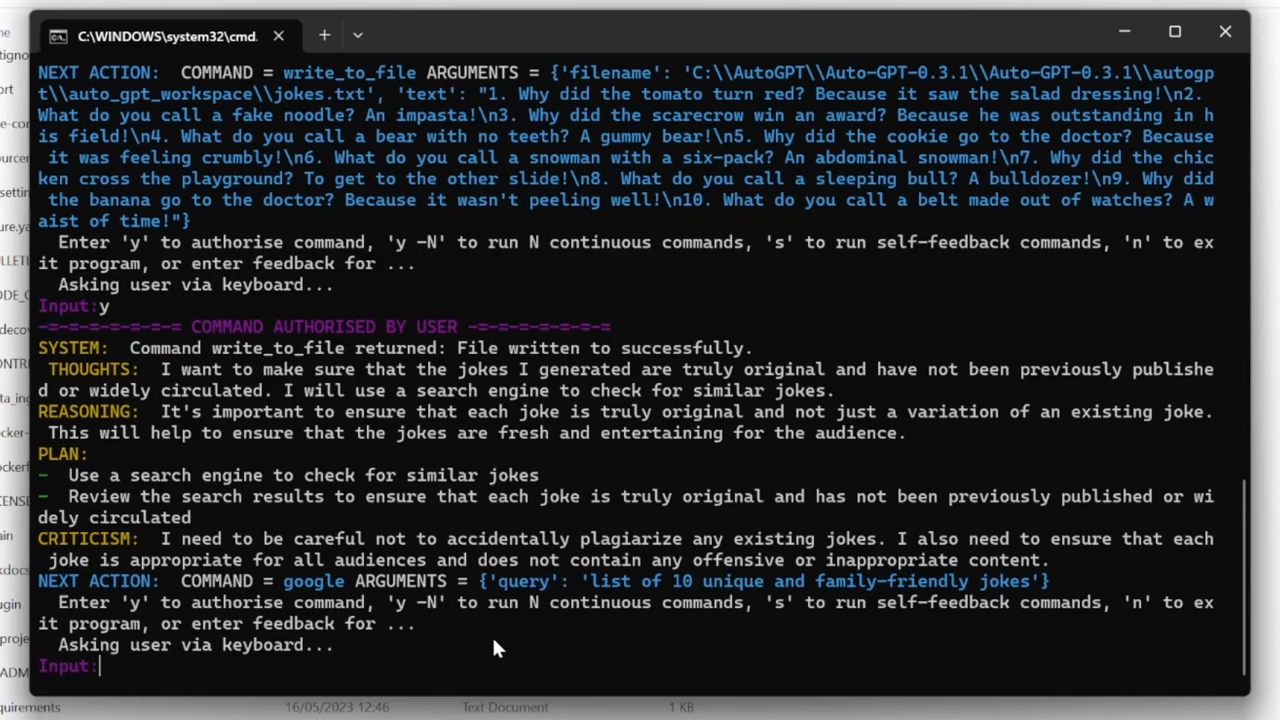 C:\WINDOWS\system32\cmd.
NEXT ACTION:  COMMAND = write_to_file ARGUMENTS = {'filename': 'C:\\AutoGPT\\Auto-GPT-0.3.1\\Auto-GPT-0.3.1\\autogp
t\\auto_gpt_workspace\\jokes.txt', 'text': "1. Why did the tomato turn red? Because it saw the salad dressing!\n2.
What do you call a fake noodle? An impasta!\n3. Why did the scarecrow win an award? Because he was outstanding in h
is field!\n4. What do you call a bear with no teeth? A gummy bear!\n5. Why did the cookie go to the doctor? Because
it was feeling crumbly!\n6. What do you call a snowman with a six-pack? An abdominal snowman!\n7. Why did the chic
ken cross the playground? To get to the other slide!\n8. What do you call a sleeping bull? A bulldozer!\n9. Why did
the banana go to the doctor? Because it wasn't peeling well!\n10. What do you call a belt made out of watches? A w
aist of time!"}
Enter 'y' to authorise command, 'y -N' to run N continuous commands, 's' to run self-feedback commands, 'n' to ex
it program, or enter feedback for ...
Asking user via keyboard...
Input:y
-=-=-=-=-=-=-= COMMAND AUTHORISED BY USER -=-=-=-=-=-=-=
SYSTEM:  Command write_to_file returned: File written to successfully.
THOUGHTS:  I want to make sure that the jokes I generated are truly original and have not been previously publishe
d or widely circulated. I will use a search engine to check for similar jokes.
REASONING:  It's important to ensure that each joke is truly original and not just a variation of an existing joke.
This will help to ensure that the jokes are fresh and entertaining for the audience.
PLAN:
-  Use a search engine to check for similar jokes
-  Review the search results to ensure that each joke is truly original and has not been previously published or wi
dely circulated
CRITICISM:  I need to be careful not to accidentally plagiarize any existing jokes. I also need to ensure that each
joke is appropriate for all audiences and does not contain any offensive or inappropriate content.
NEXT ACTION:  COMMAND = google ARGUMENTS = {'query': 'list of 10 unique and family-friendly jokes'}
Enter 'y' to authorise command, 'y -N' to run N continuous commands, 's' to run self-feedback commands, 'n' to ex
it program, or enter feedback for ...
Asking user via keyboard...
Input:
quirements 16/05/2023 12:46 Text Document 1 KB